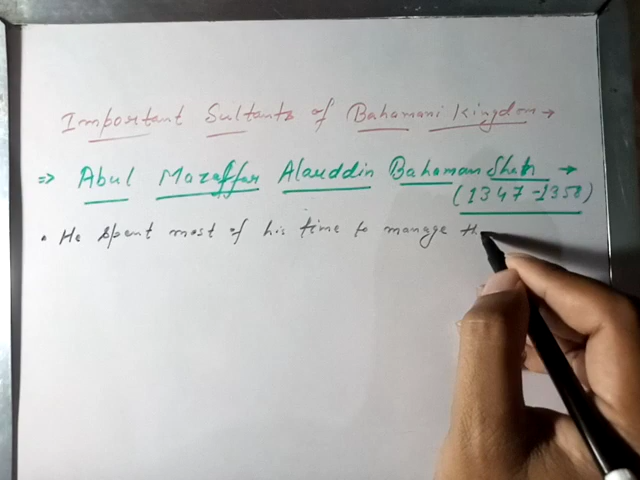 Important Sultants of Bahamani Kingdom →
⇒ Abul Mozaffar Alauddin Bahaman Shah →
(1347-1358)
• He spent most of his time to manage th